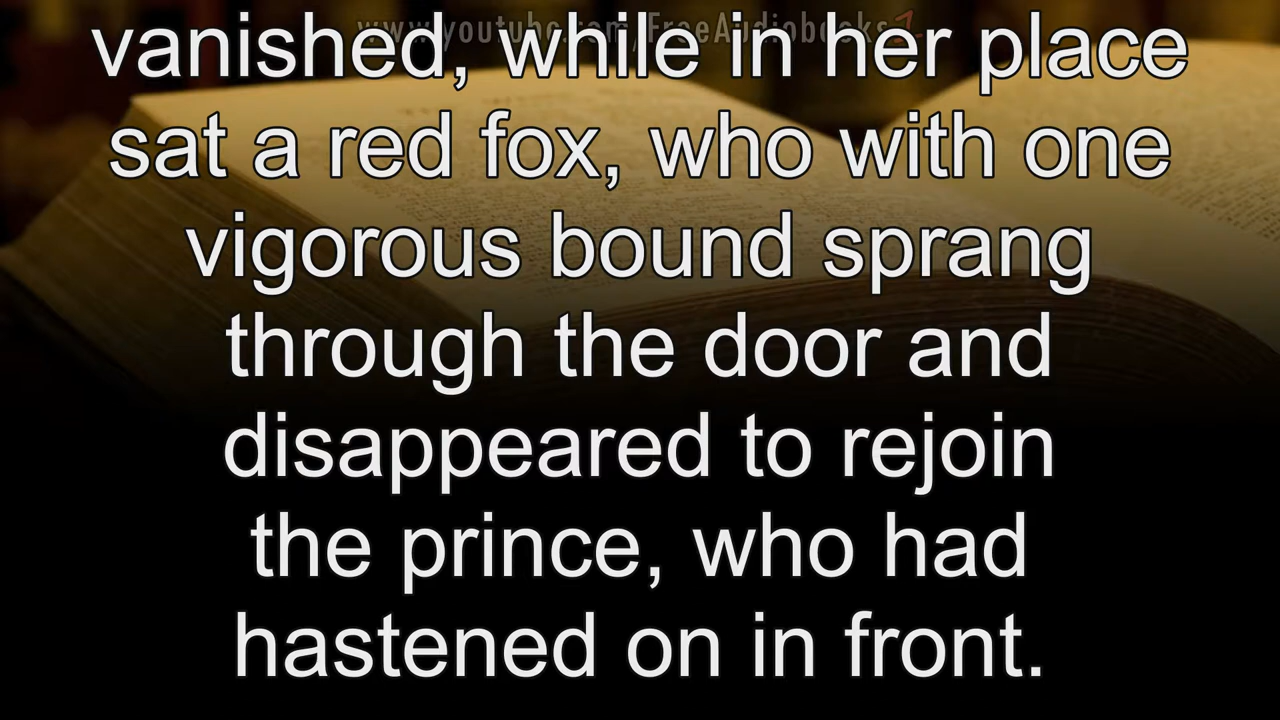 www.youtube.com/FreeAudiobooks
vanished, while in her place
sat a red fox, who with one
vigorous bound sprang
through the door and
disappeared to rejoin
the prince, who had
hastened on in front.